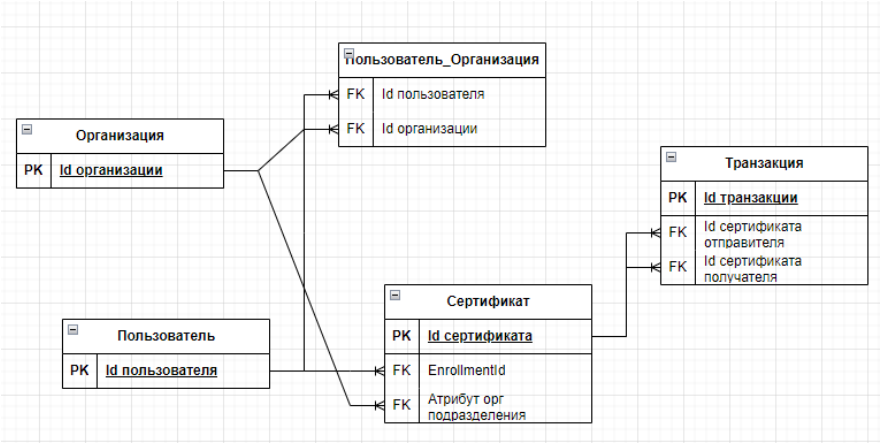 Пользователь_Организация
FK Id пользователя
FK Id организации
Организация
PK Id организации
Транзакция
PK Id транзакции
FK Id сертификата
отправителя
FK Id сертификата
получателя
Сертификат
PK Id сертификата
FK EnrollmentId
FK Атрибут орг
подразделения
Пользователь
PK Id пользователя